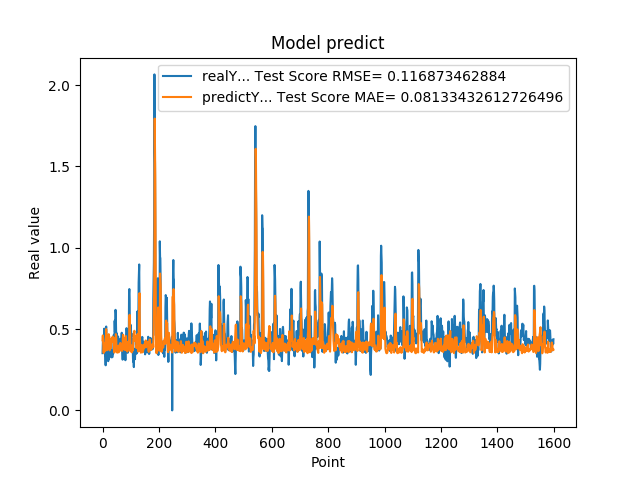 Model predict
realY... Test Score RMSE= 0.116873462884
predictY... Test Score MAE= 0.08133432612726496
2.0
1.5
1.0
0.5
0.0
Real value
0 200 400 600 800 1000 1200 1400 1600
Point